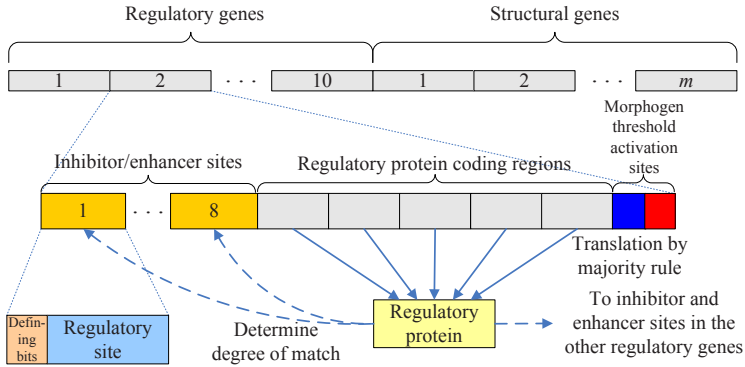 Regulatory genes
Structural genes
1 2 · · · 10 1 2 · · · m
Morphogen
threshold
activation
sites
Inhibitor/enhancer sites
Regulatory protein coding regions
1 · · · 8
Translation by
majority rule
Defin-
ing
bits
Regulatory
site
Determine
degree of match
Regulatory
protein
To inhibitor and
enhancer sites in the
other regulatory genes